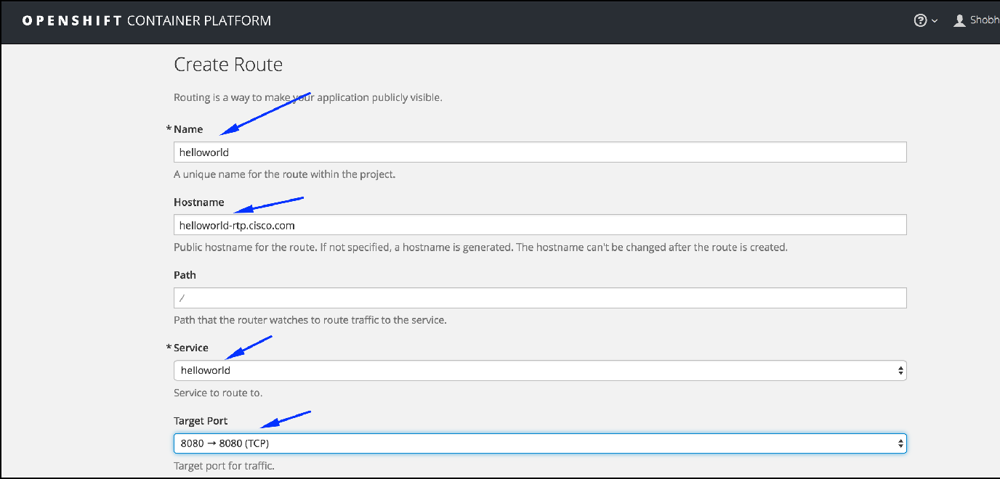 OPENSHIFT CONTAINER PLATFORM
Shobh
Create Route
Routing is a way to make your application publicly visible.
* Name
helloworld
A unique name for the route within the project.
Hostname
helloworld-rtp.cisco.com
Public hostname for the route. If not specified, a hostname is generated. The hostname can't be changed after the route is created.
Path
/
Path that the router watches to route traffic to the service.
* Service
helloworld
Service to route to.
Target Port
8080 → 8080 (TCP)
Target port for traffic.